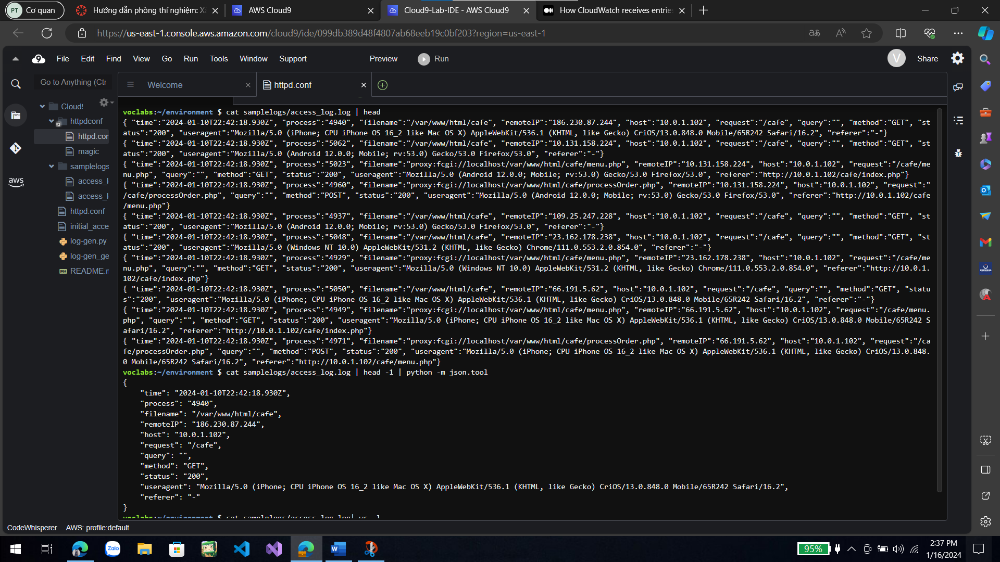 PT Cơ quan
Hướng dẫn phòng thí nghiệm: X
AWS Cloud9
Cloud9-Lab-IDE - AWS Cloud9
How CloudWatch receives entrie
https://us-east-1.console.aws.amazon.com/cloud9/ide/099db389d48f4807ab68eeb19c0bf203?region=us-east-1
9 File Edit Find View Go Run Tools Window Support Preview Run V Share
Go to Anything (Ctr
Welcome
httpd.conf
Cloud9
httpdconf
httpd.cor
magic
samplelogs
access_l
access_l
httpd.conf
initial_acce
log-gen.py
log-gen_ge
README.r
aws
voclabs:~/environment $ cat samplelogs/access_log.log | head
{ "time":"2024-01-10T22:42:18.930Z", "process":"4940", "filename":"/var/www/html/cafe", "remoteIP":"186.230.87.244", "host":"10.0.1.102", "request":"/cafe", "query":"", "method":"GET", "st
atus":"200", "useragent":"Mozilla/5.0 (iPhone; CPU iPhone OS 16_2 like Mac OS X) AppleWebKit/536.1 (KHTML, like Gecko) CriOS/13.0.848.0 Mobile/65R242 Safari/16.2", "referer":"-"}
{ "time":"2024-01-10T22:42:18.930Z", "process":"5062", "filename":"/var/www/html/cafe", "remoteIP":"10.131.158.224", "host":"10.0.1.102", "request":"/cafe", "query":"", "method":"GET", "st
atus":"200", "useragent":"Mozilla/5.0 (Android 12.0.0; Mobile; rv:53.0) Gecko/53.0 Firefox/53.0", "referer":"-"}
{ "time":"2024-01-10T22:42:18.930Z", "process":"5023", "filename":"proxy:fcgi://localhost/var/www/html/cafe/menu.php", "remoteIP":"10.131.158.224", "host":"10.0.1.102", "request":"/cafe/me
nu.php", "query":"", "method":"GET", "status":"200", "useragent":"Mozilla/5.0 (Android 12.0.0; Mobile; rv:53.0) Gecko/53.0 Firefox/53.0", "referer":"http://10.0.1.102/cafe/index.php"}
{ "time":"2024-01-10T22:42:18.930Z", "process":"4960", "filename":"proxy:fcgi://localhost/var/www/html/cafe/processOrder.php", "remoteIP":"10.131.158.224", "host":"10.0.1.102", "request":"
/cafe/processOrder.php", "query":"", "method":"POST", "status":"200", "useragent":"Mozilla/5.0 (Android 12.0.0; Mobile; rv:53.0) Gecko/53.0 Firefox/53.0", "referer":"http://10.0.1.102/cafe
/menu.php"}
{ "time":"2024-01-10T22:42:18.930Z", "process":"4937", "filename":"/var/www/html/cafe", "remoteIP":"109.25.247.228", "host":"10.0.1.102", "request":"/cafe", "query":"", "method":"GET", "st
atus":"200", "useragent":"Mozilla/5.0 (Android 12.0.0; Mobile; rv:53.0) Gecko/53.0 Firefox/53.0", "referer":"-"}
{ "time":"2024-01-10T22:42:18.930Z", "process":"5048", "filename":"/var/www/html/cafe", "remoteIP":"23.162.178.238", "host":"10.0.1.102", "request":"/cafe", "query":"", "method":"GET", "st
atus":"200", "useragent":"Mozilla/5.0 (Windows NT 10.0) AppleWebKit/531.2 (KHTML, like Gecko) Chrome/111.0.553.2.0.854.0", "referer":"-"}
{ "time":"2024-01-10T22:42:18.930Z", "process":"4929", "filename":"proxy:fcgi://localhost/var/www/html/cafe/menu.php", "remoteIP":"23.162.178.238", "host":"10.0.1.102", "request":"/cafe/me
nu.php", "query":"", "method":"GET", "status":"200", "useragent":"Mozilla/5.0 (Windows NT 10.0) AppleWebKit/531.2 (KHTML, like Gecko) Chrome/111.0.553.2.0.854.0", "referer":"http://10.0.1.
102/cafe/index.php"}
{ "time":"2024-01-10T22:42:18.930Z", "process":"5050", "filename":"/var/www/html/cafe", "remoteIP":"66.191.5.62", "host":"10.0.1.102", "request":"/cafe", "query":"", "method":"GET", "statu
s":"200", "useragent":"Mozilla/5.0 (iPhone; CPU iPhone OS 16_2 like Mac OS X) AppleWebKit/536.1 (KHTML, like Gecko) CriOS/13.0.848.0 Mobile/65R242 Safari/16.2", "referer":"-"}
{ "time":"2024-01-10T22:42:18.930Z", "process":"4949", "filename":"proxy:fcgi://localhost/var/www/html/cafe/menu.php", "remoteIP":"66.191.5.62", "host":"10.0.1.102", "request":"/cafe/menu.
php", "query":"", "method":"GET", "status":"200", "useragent":"Mozilla/5.0 (iPhone; CPU iPhone OS 16_2 like Mac OS X) AppleWebKit/536.1 (KHTML, like Gecko) CriOS/13.0.848.0 Mobile/65R242 S
afari/16.2", "referer":"http://10.0.1.102/cafe/index.php"}
{ "time":"2024-01-10T22:42:18.930Z", "process":"4971", "filename":"proxy:fcgi://localhost/var/www/html/cafe/processOrder.php", "remoteIP":"66.191.5.62", "host":"10.0.1.102", "request":"/ca
fe/processOrder.php", "query":"", "method":"POST", "status":"200", "useragent":"Mozilla/5.0 (iPhone; CPU iPhone OS 16_2 like Mac OS X) AppleWebKit/536.1 (KHTML, like Gecko) CriOS/13.0.848.
0 Mobile/65R242 Safari/16.2", "referer":"http://10.0.1.102/cafe/menu.php"}
voclabs:~/environment $ cat samplelogs/access_log.log | head -1 | python -m json.tool
{
"time": "2024-01-10T22:42:18.930Z",
"process": "4940",
"filename": "/var/www/html/cafe",
"remoteIP": "186.230.87.244",
"host": "10.0.1.102",
"request": "/cafe",
"query": "",
"method": "GET",
"status": "200",
"useragent": "Mozilla/5.0 (iPhone; CPU iPhone OS 16_2 like Mac OS X) AppleWebKit/536.1 (KHTML, like Gecko) CriOS/13.0.848.0 Mobile/65R242 Safari/16.2",
"referer": "-"
}
voclabs:~/environment $ cat samplelogs/access_log.log| wc -l
CodeWhisperer AWS: profile:default
Zalo
95%
2:37 PM
1/16/2024